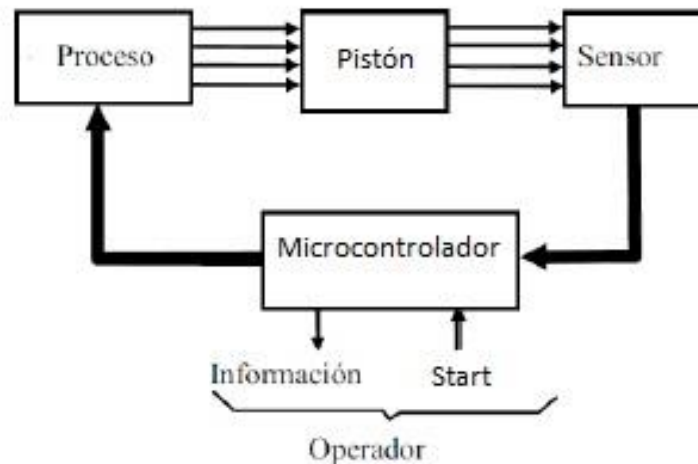 Proceso
Pistón
Sensor
Microcontrolador
Información
Start
Operador